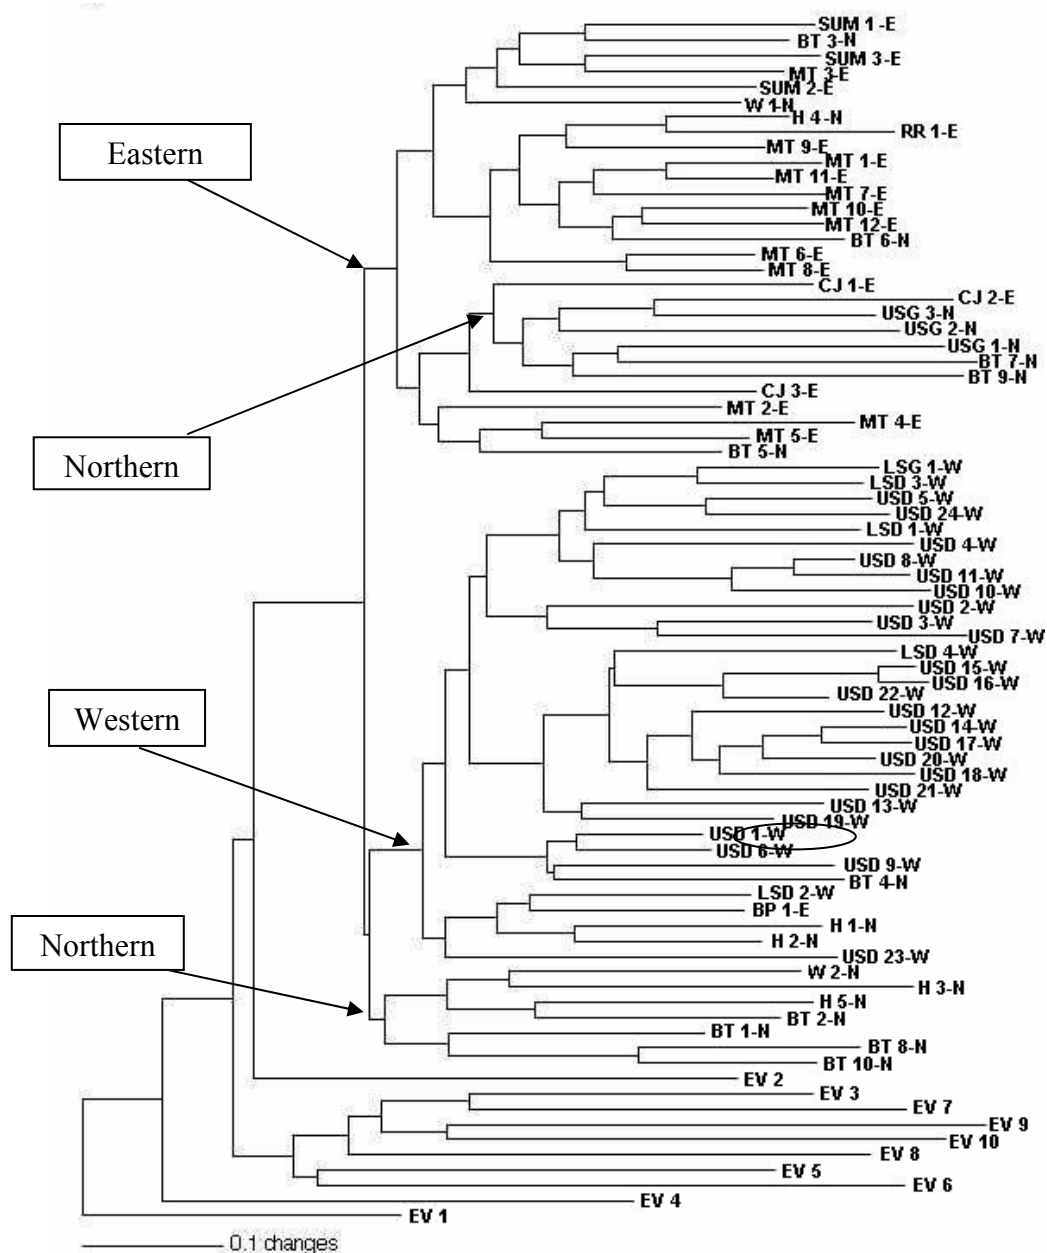 SUM 1-E
BT 3-N
SUM 3-E
MT 3-E
SUM 2-E
W 1-N
H 4-N
RR 1-E
Eastern
MT 9-E
MT 1-E
MT 11-E
MT 7-E
MT 10-E
MT 12-E
BT 6-N
MT 6-E
MT 8-E
CJ 1-E
CJ 2-E
USG 3-N
USG 2-N
USG 1-N
BT 7-N
BT 9-N
CJ 3-E
MT 2-E
MT 4-E
MT 5-E
BT 5-N
Northern
LSG 1-W
LSD 3-W
USD 5-W
USD 24-W
LSD 1-W
USD 4-W
USD 8-W
USD 11-W
USD 10-W
USD 2-W
USD 3-W
USD 7-W
LSD 4-W
USD 15-W
USD 16-W
USD 22-W
USD 12-W
Western
USD 14-W
USD 17-W
USD 20-W
USD 18-W
USD 21-W
USD 13-W
USD 19-W
USD 1-W
USD 6-W
USD 9-W
BT 4-N
LSD 2-W
BP 1-E
H 1-N
H 2-N
Northern
USD 23-W
W 2-N
H 3-N
H 5-N
BT 2-N
BT 1-N
BT 8-N
BT 10-N
EV 2
EV 3
EV 7
EV 9
EV 10
EV 8
EV 5
EV 6
EV 4
EV 1
0.1 changes